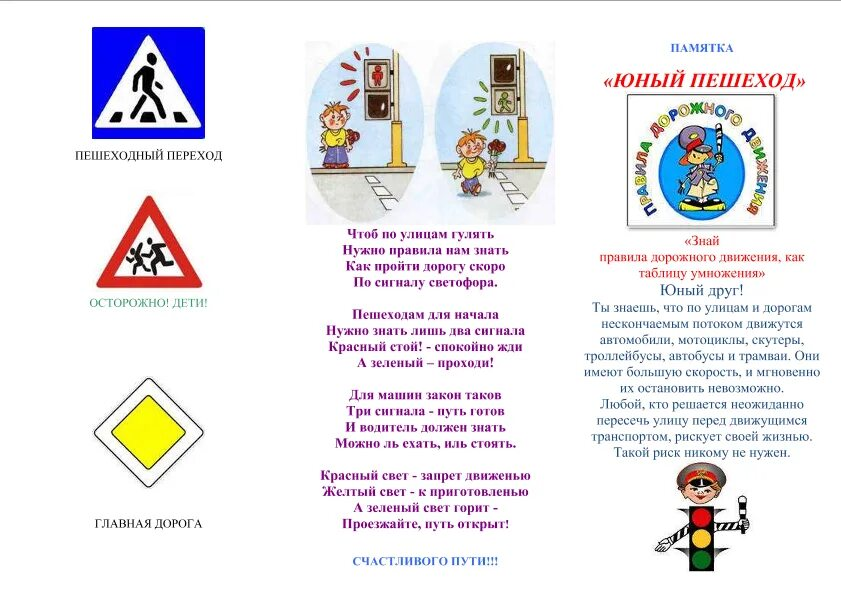 ПЕШЕХОДНЫЙ ПЕРЕХОД
ОСТОРОЖНО! ДЕТИ!
ГЛАВНАЯ ДОРОГА
Чтоб по улицам гулять
Нужно правила нам знать
Как пройти дорогу скоро
По сигналу светофора.
Пешеходам для начала
Нужно знать лишь два сигнала
Красный стой! - спокойно жди
А зеленый – проходи!
Для машин закон таков
Три сигнала - путь готов
И водитель должен знать
Можно ль ехать, иль стоять.
Красный свет - запрет движенью
Желтый свет - к приготовленью
А зеленый свет горит -
Проезжайте, путь открыт!
СЧАСТЛИВОГО ПУТИ!!!
ПАМЯТКА
«ЮНЫЙ ПЕШЕХОД»
ПРАВИЛА ДОРОЖНОГО ДВИЖЕНИЯ
«Знай
правила дорожного движения, как
таблицу умножения»
Юный друг!
Ты знаешь, что по улицам и дорогам
нескончаемым потоком движутся
автомобили, мотоциклы, скутеры,
троллейбусы, автобусы и трамваи. Они
имеют большую скорость, и мгновенно
их остановить невозможно.
Любой, кто решается неожиданно
пересечь улицу перед движущимся
транспортом, рискует своей жизнью.
Такой риск никому не нужен.